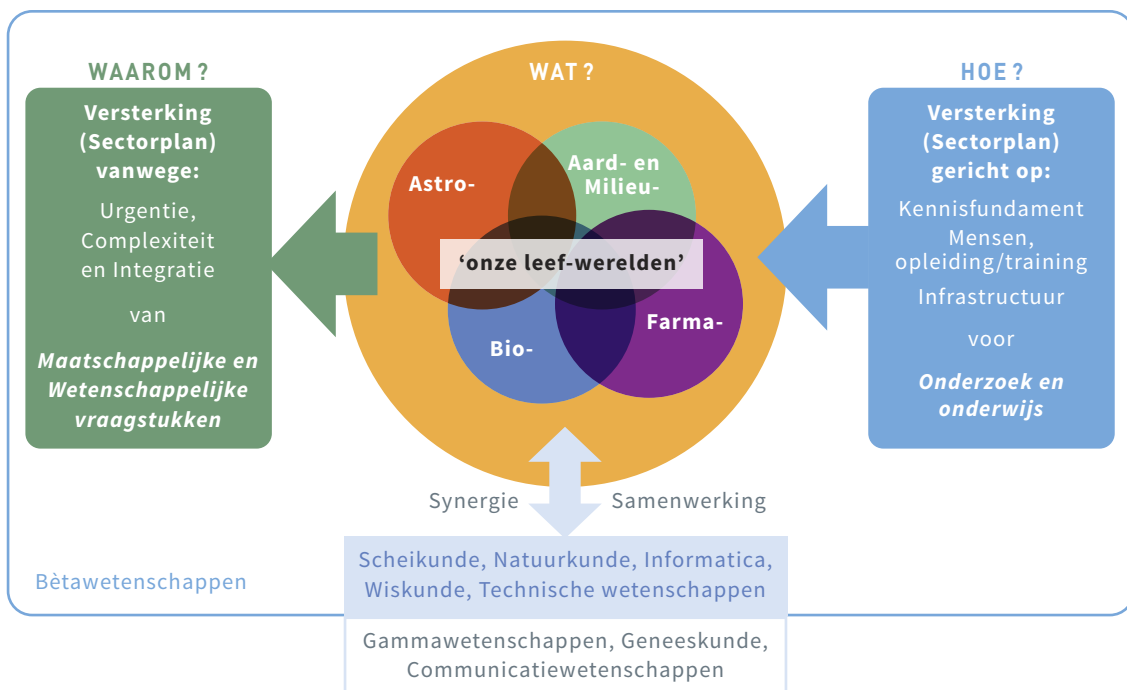 WAAROM?
Versterking
(Sectorplan)
vanwege:
Urgentie,
Complexiteit
en Integratie
van
Maatschappelijke en
Wetenschappelijke
vraagstukken
WAT?
Astro-
Aard- en
Milieu-
‘onze leef-werelden’
Bio-
Farma-
HOE?
Versterking
(Sectorplan)
gericht op:
Kennisfundament
Mensen,
opleiding/training
Infrastructuur
voor
Onderzoek en
onderwijs
Synergie
Samenwerking
Scheikunde, Natuurkunde, Informatica,
Wiskunde, Technische wetenschappen
Bètawetenschappen
Gammawetenschappen, Geneeskunde,
Communicatiewetenschappen